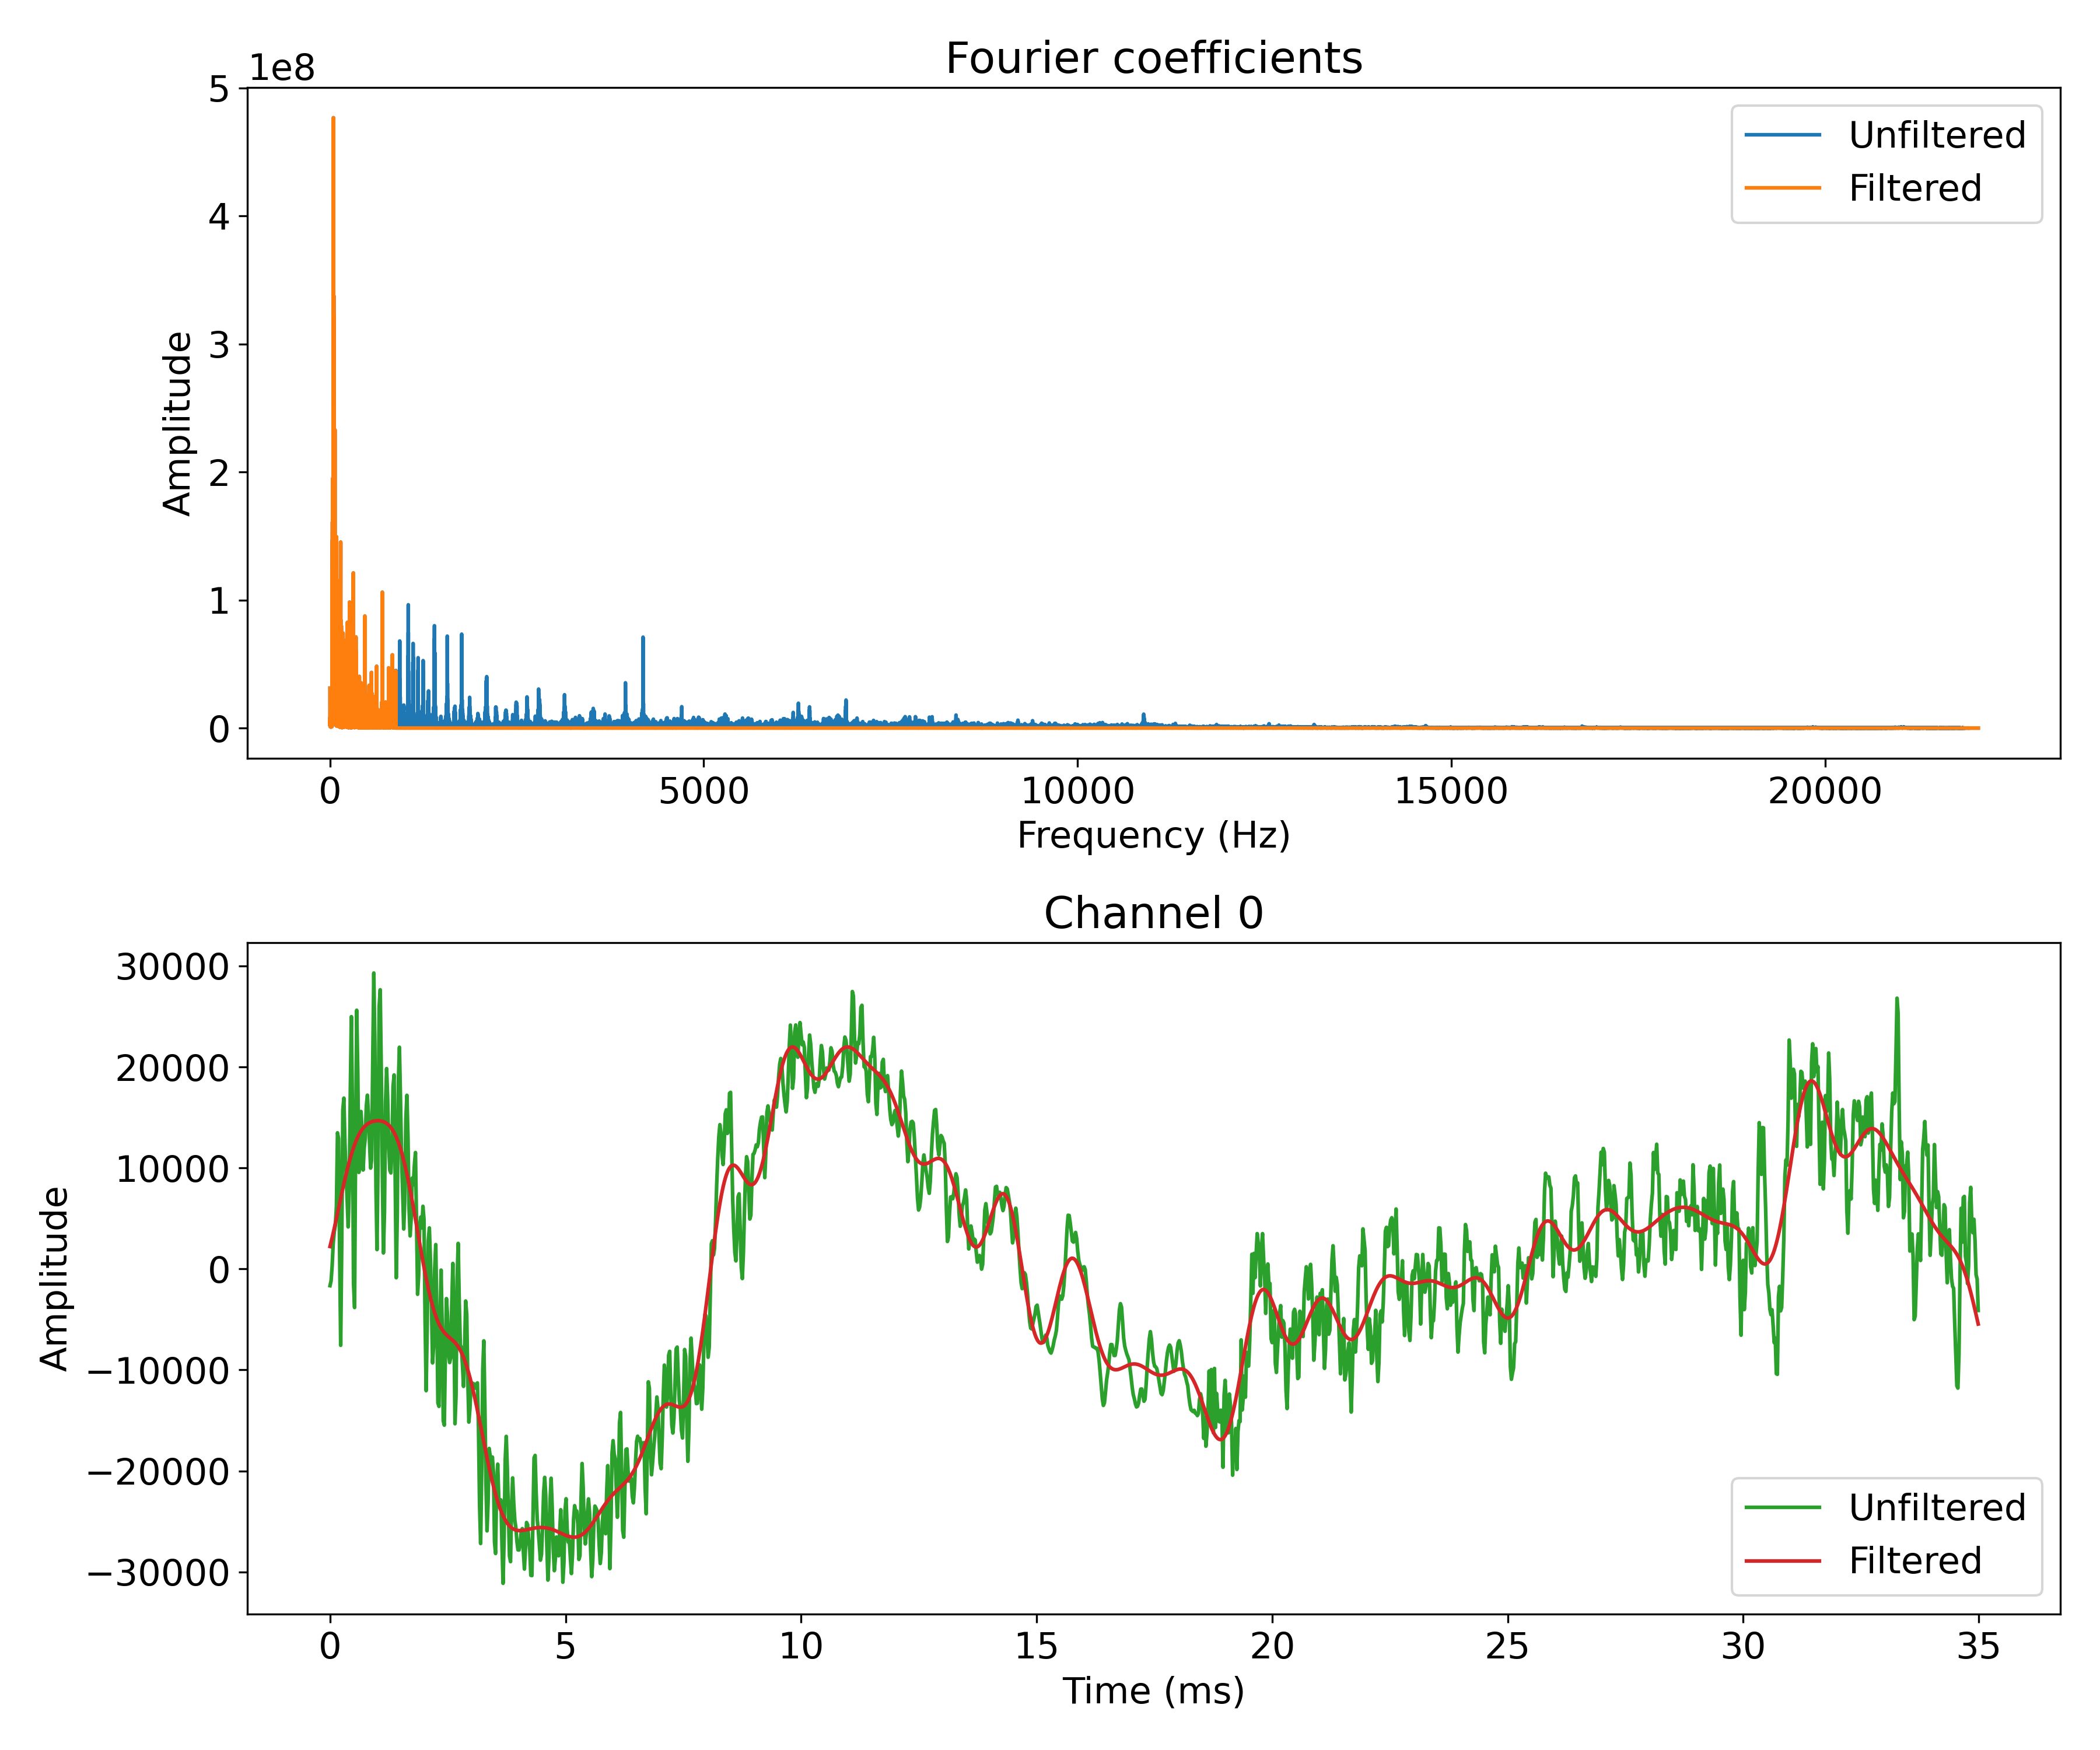 Fourier coefficients
1e8
5
4
3
2
1
0
Amplitude
Unfiltered
Filtered
0 5000 10000 15000 20000
Frequency (Hz)
Channel 0
30000
20000
10000
0
−10000
−20000
−30000
Amplitude
Unfiltered
Filtered
0 5 10 15 20 25 30 35
Time (ms)